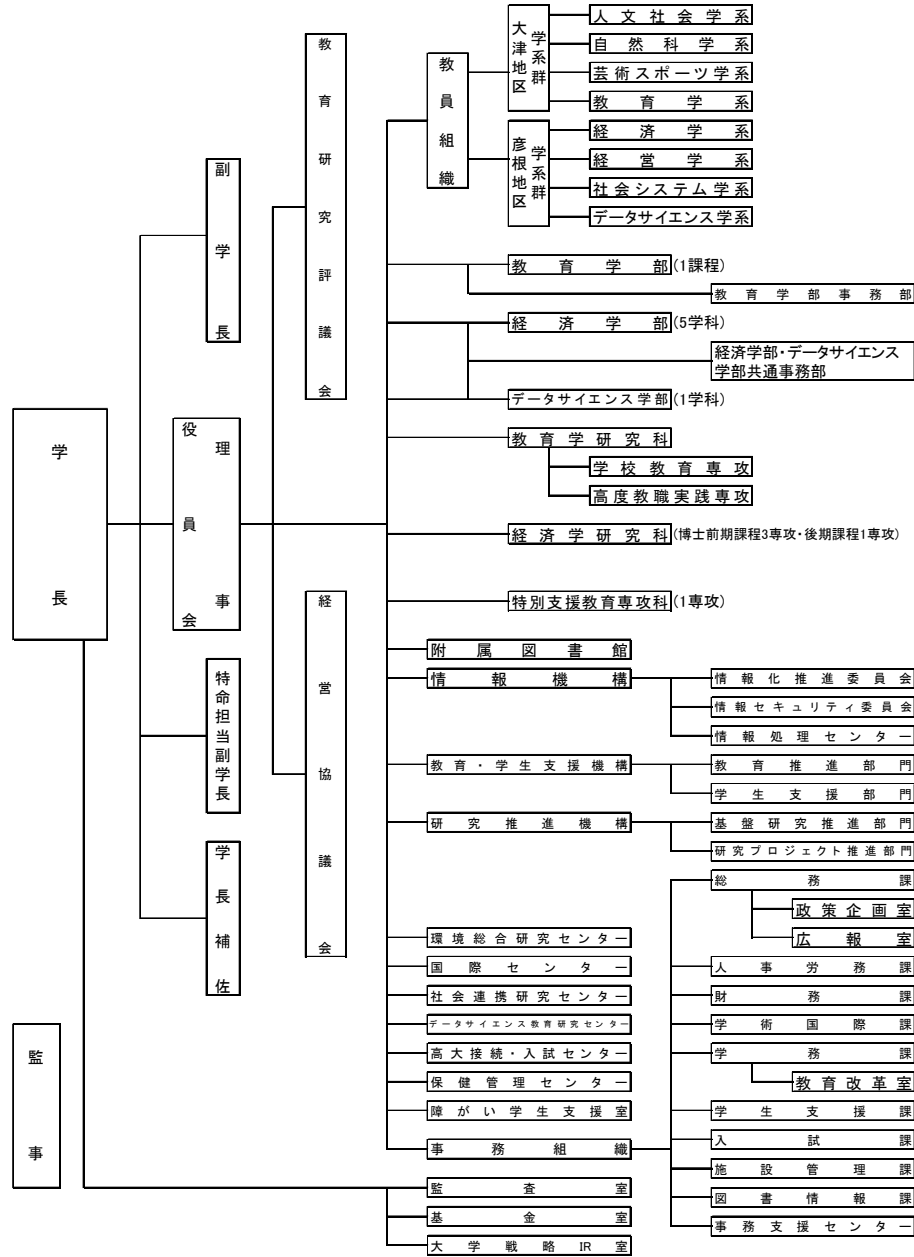 学長
監事
副学長
役員会
理事
特命担当副学長
学長補佐
教育研究評議会
経営協議会
教員組織
大津地区
学系群
人文社会学系
自然科学系
芸術スポーツ学系
教育学系
彦根地区
学系群
経済学系
経営学系
社会システム学系
データサイエンス学系
教育学部(1課程)
教育学部事務部
経済学部(5学科)
経済学部・データサイエンス
学部共通事務部
データサイエンス学部(1学科)
教育学研究科
学校教育専攻
高度教職実践専攻
経済学研究科(博士前期課程3専攻・後期課程1専攻)
特別支援教育専攻科(1専攻)
附属図書館
情報機構
情報化推進委員会
情報セキュリティ委員会
情報処理センター
教育・学生支援機構
教育推進部門
学生支援部門
研究推進機構
基盤研究推進部門
研究プロジェクト推進部門
環境総合研究センター
国際センター
社会連携研究センター
データサイエンス教育研究センター
高大接続・入試センター
保健管理センター
障がい学生支援室
事務組織
総務課
政策企画室
広報室
人事労務課
財務課
学術国際課
学務課
教育改革室
学生支援課
入試課
施設管理課
図書情報課
事務支援センター
監査室
基金室
大学戦略IR室